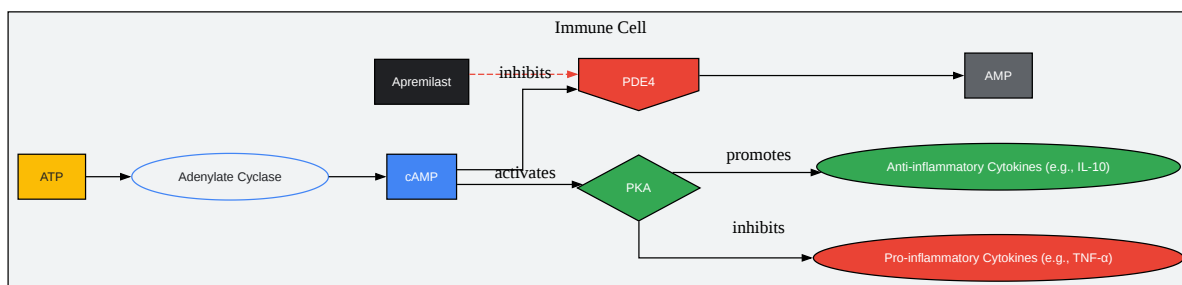 Immune Cell
Apremilast
inhibits
PDE4
AMP
ATP
Adenylate Cyclase
cAMP
activates
PKA
promotes
Anti-inflammatory Cytokines (e.g., IL-10)
inhibits
Pro-inflammatory Cytokines (e.g., TNF-α)